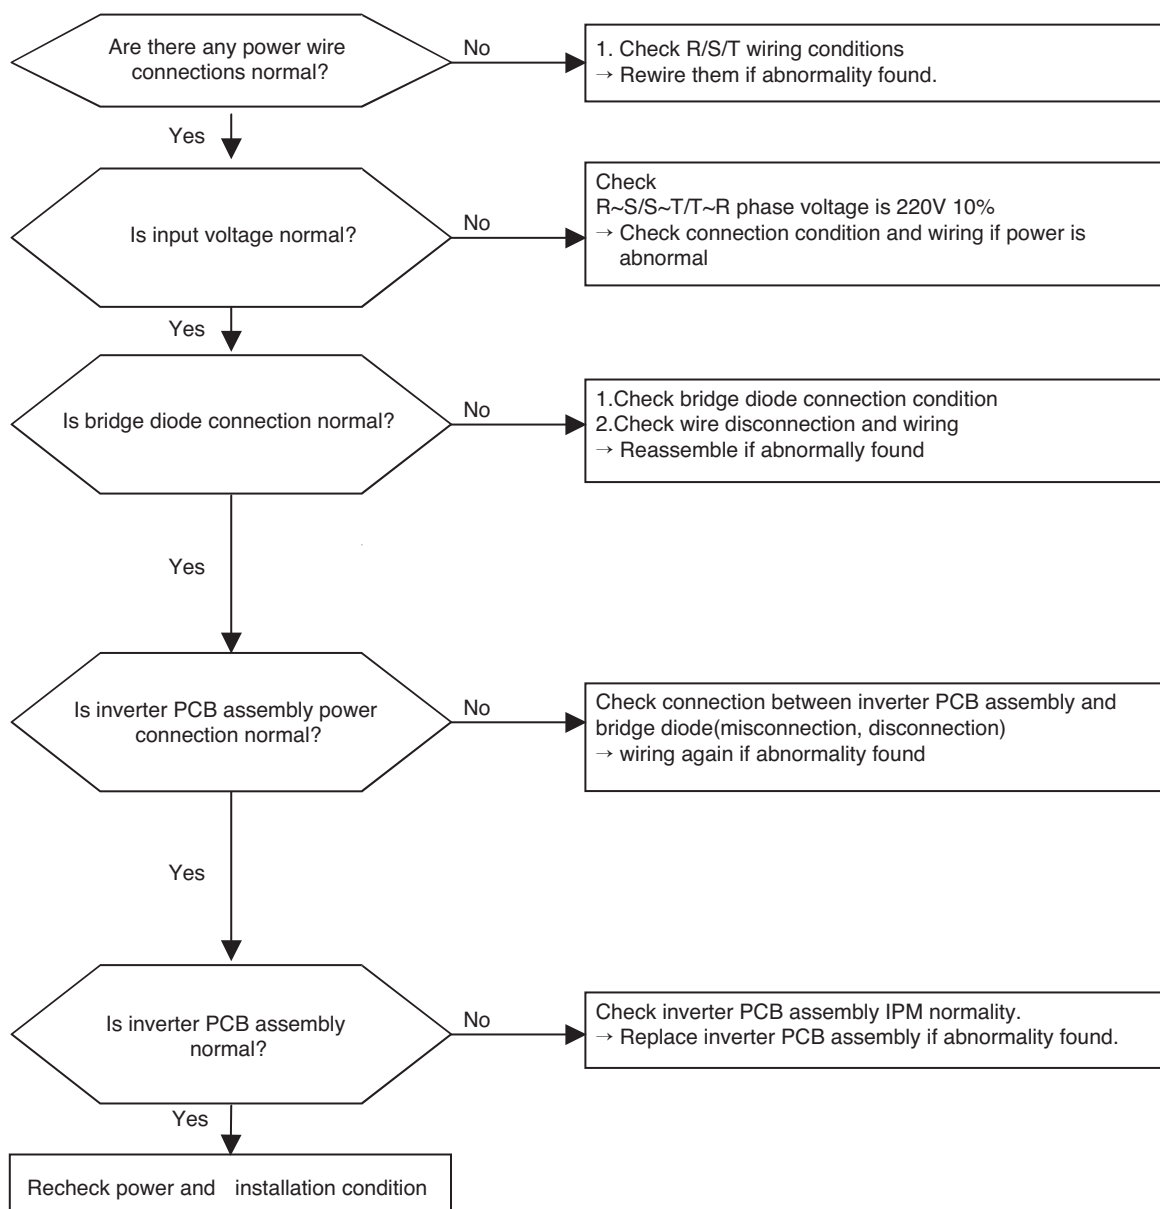 Are there any power wire
connections normal?
No
1. Check R/S/T wiring conditions
→ Rewire them if abnormality found.
Yes
Is input voltage normal?
No
Check
R~S/S~T/T~R phase voltage is 220V 10%
→ Check connection condition and wiring if power is
abnormal
Yes
Is bridge diode connection normal?
No
1.Check bridge diode connection condition
2.Check wire disconnection and wiring
→ Reassemble if abnormally found
Yes
Is inverter PCB assembly power
connection normal?
No
Check connection between inverter PCB assembly and
bridge diode(misconnection, disconnection)
→ wiring again if abnormality found
Yes
Is inverter PCB assembly
normal?
No
Check inverter PCB assembly IPM normality.
→ Replace inverter PCB assembly if abnormality found.
Yes
Recheck power and installation condition